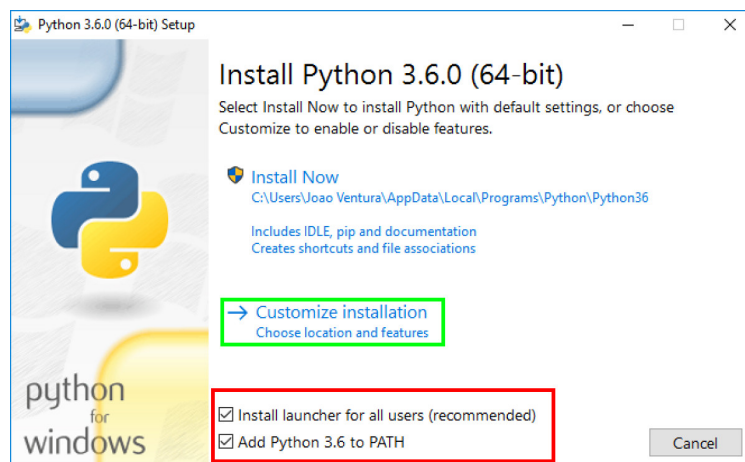 Python 3.6.0 (64-bit) Setup
Install Python 3.6.0 (64-bit)
Select Install Now to install Python with default settings, or choose
Customize to enable or disable features.
Install Now
C:\Users\Joao Ventura\AppData\Local\Programs\Python\Python36
Includes IDLE, pip and documentation
Creates shortcuts and file associations
Customize installation
Choose location and features
python
for
windows
Install launcher for all users (recommended)
Add Python 3.6 to PATH
Cancel